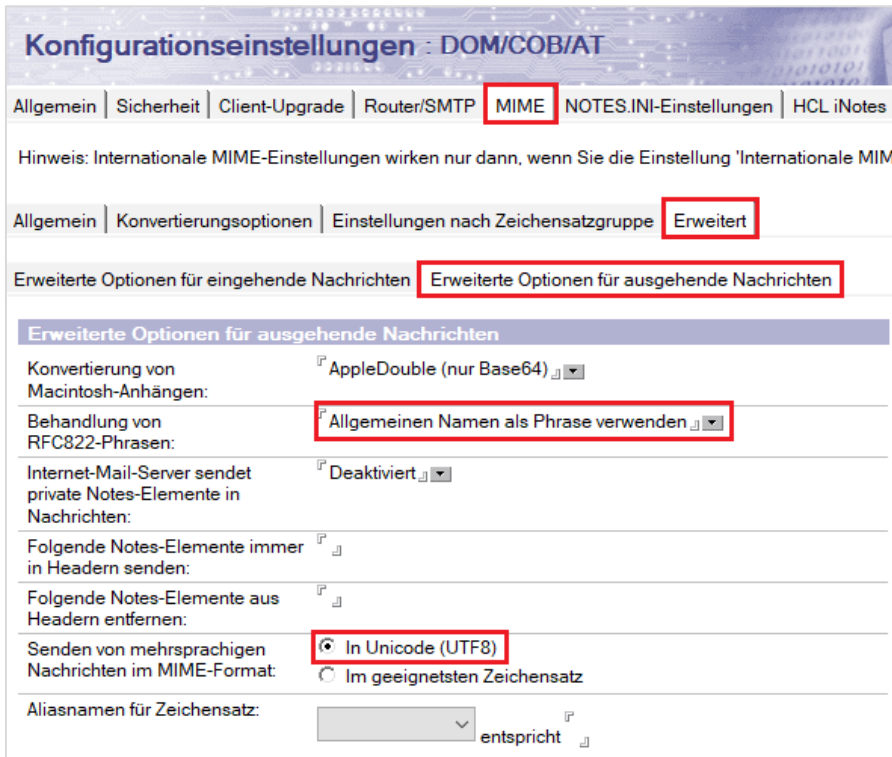 Konfigurationseinstellungen : DOM/COB/AT
Allgemein | Sicherheit | Client-Upgrade | Router/SMTP | MIME | NOTES.INI-Einstellungen | HCL iNotes
Hinweis: Internationale MIME-Einstellungen wirken nur dann, wenn Sie die Einstellung 'Internationale MIM
Allgemein | Konvertierungsoptionen | Einstellungen nach Zeichensatzgruppe | Erweitert
Erweiterte Optionen für eingehende Nachrichten | Erweiterte Optionen für ausgehende Nachrichten
Erweiterte Optionen für ausgehende Nachrichten
Konvertierung von
Macintosh-Anhängen:
AppleDouble (nur Base64)
Behandlung von
RFC822-Phrasen:
Allgemeinen Namen als Phrase verwenden
Internet-Mail-Server sendet
private Notes-Elemente in
Nachrichten:
Deaktiviert
Folgende Notes-Elemente immer
in Headern senden:
Folgende Notes-Elemente aus
Headern entfernen:
Senden von mehrsprachigen
Nachrichten im MIME-Format:
In Unicode (UTF8)
Im geeignetsten Zeichensatz
Aliasnamen für Zeichensatz:
entspricht